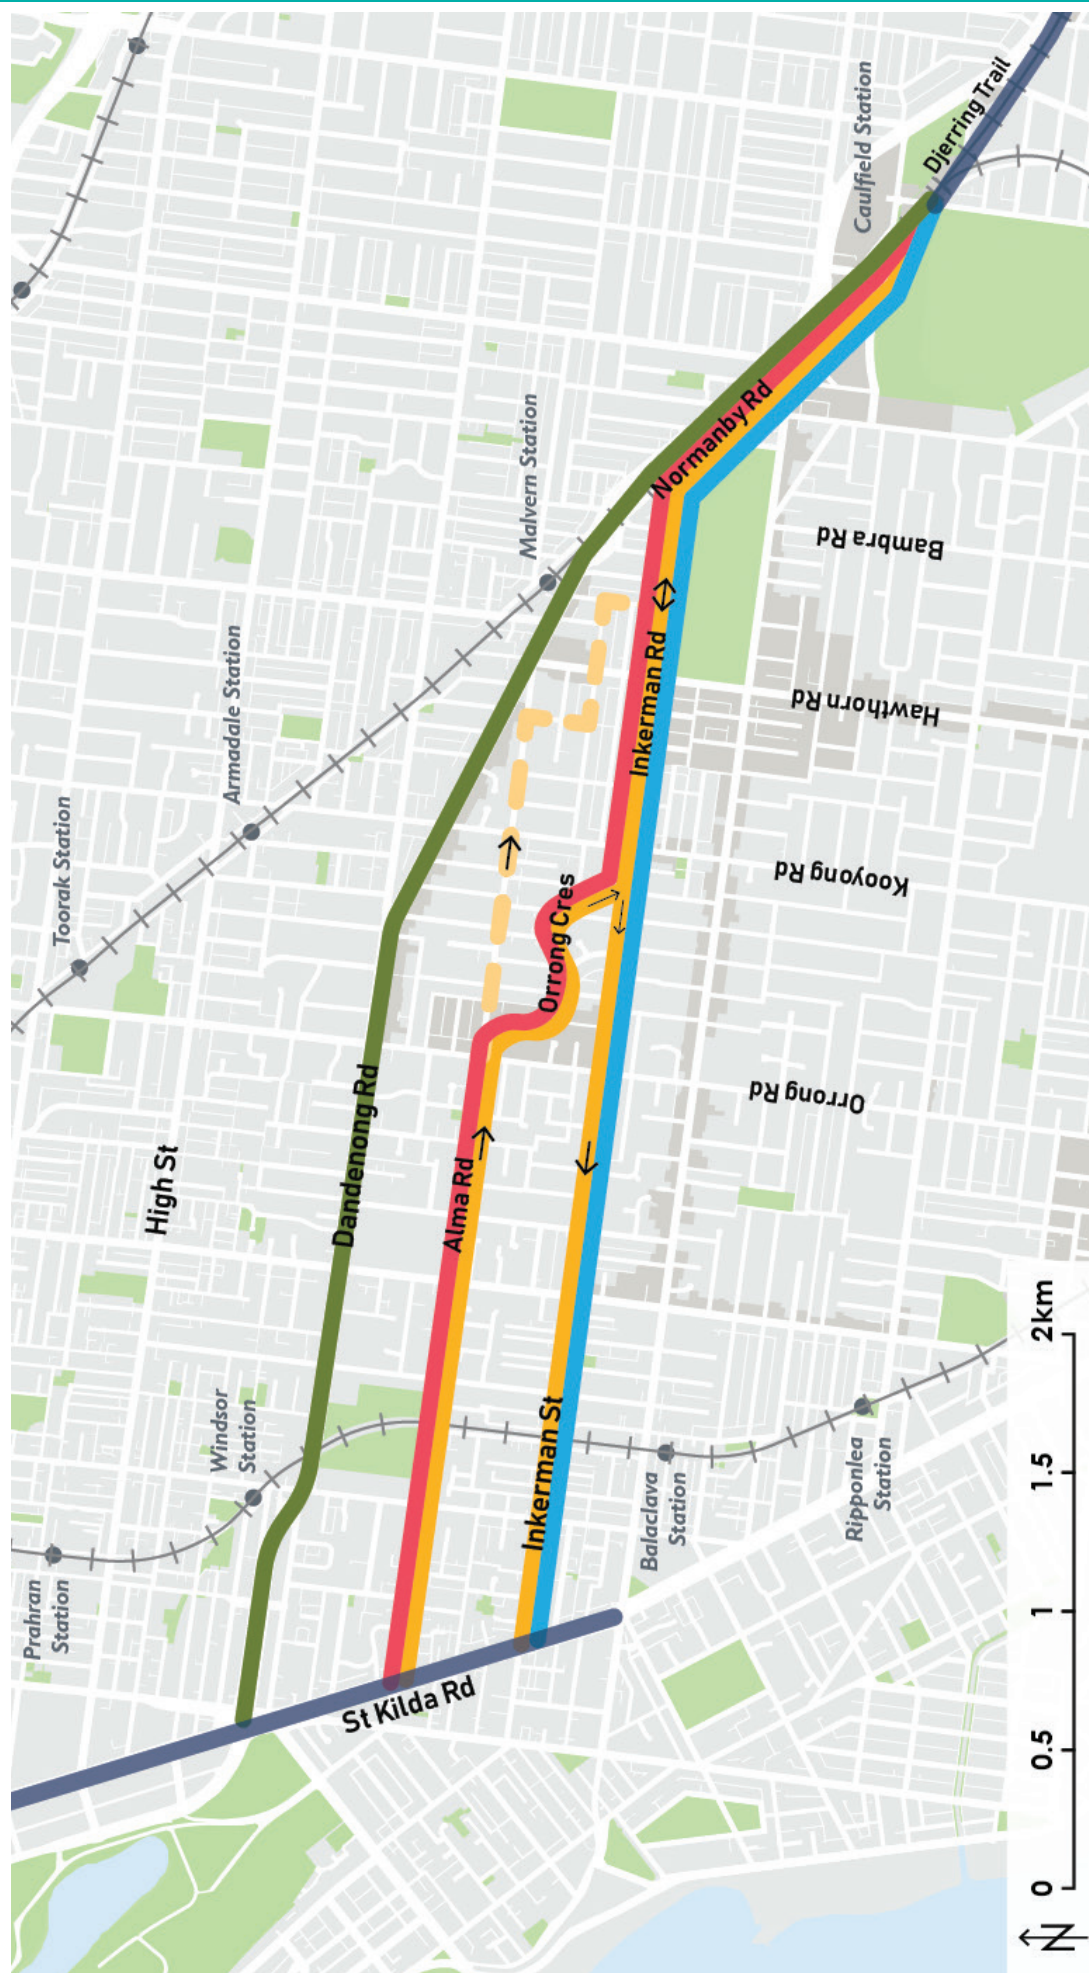 Prahran
Station
Windsor
Station
High St
Toorak Station
Armadale Station
Malvern Station
Caulfield Station
Djerring Trail
Dandenong Rd
Alma Rd
Orrong Cres
Normanby Rd
Inkerman Rd
Inkerman St
St Kilda Rd
Balaclava
Station
Ripponlea
Station
Orrong Rd
Kooyong Rd
Hawthorn Rd
Bambra Rd
N
0 0.5 1 1.5 2km